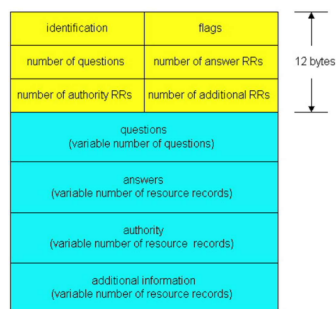 identification flags
number of questions number of answer RRs 12 bytes
number of authority RRs number of additional RRs
questions
(variable number of questions)
answers
(variable number of resource records)
authority
(variable number of resource records)
additional information
(variable number of resource records)